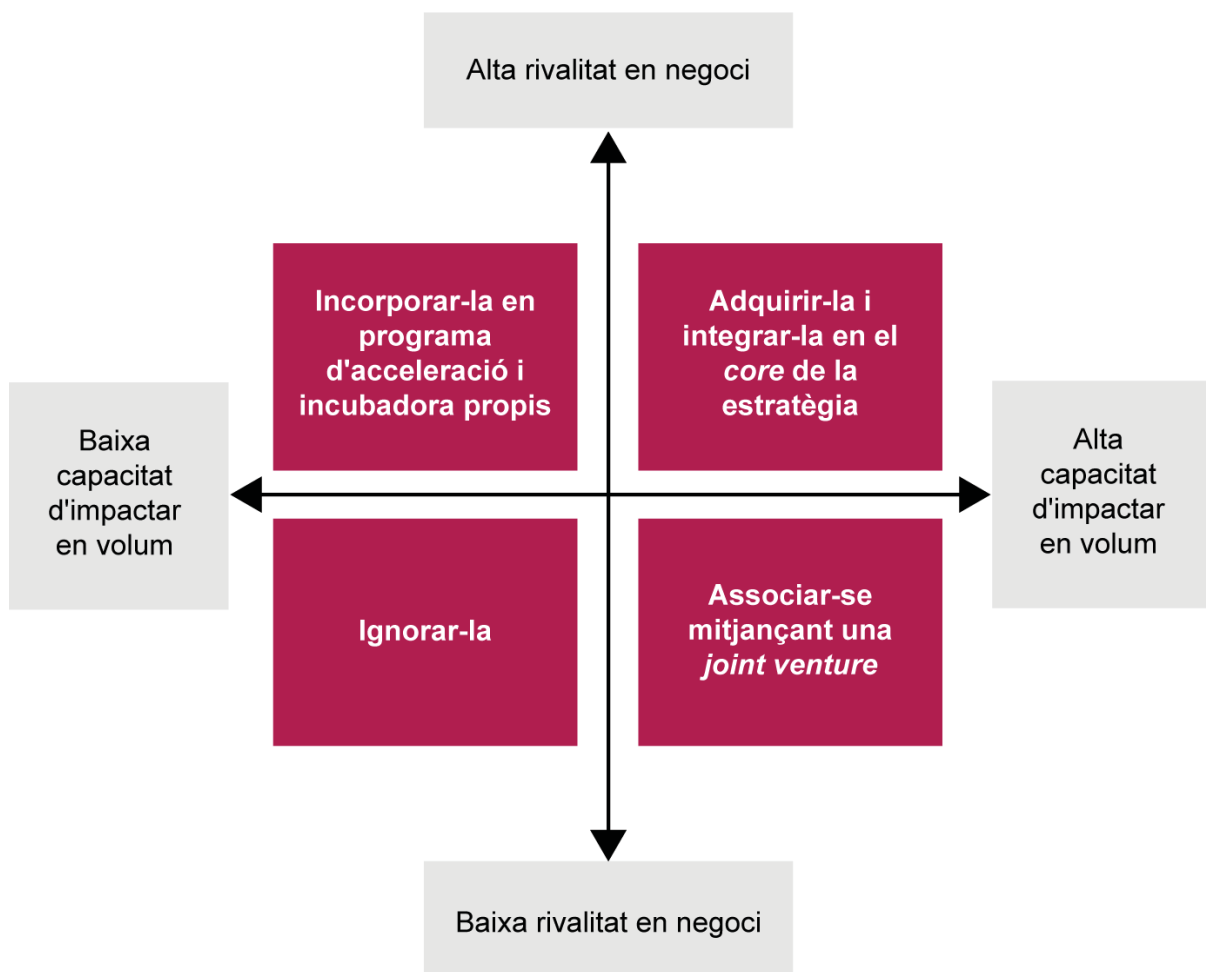 Alta rivalitat en negoci
Incorporar-la en
programa
d'acceleració i
incubadora propis
Adquirir-la i
integrar-la en el
core de la
estratègia
Baixa
capacitat
d'impactar
en volum
Alta
capacitat
d'impactar
en volum
Ignorar-la
Associar-se
mitjançant una
joint venture
Baixa rivalitat en negoci